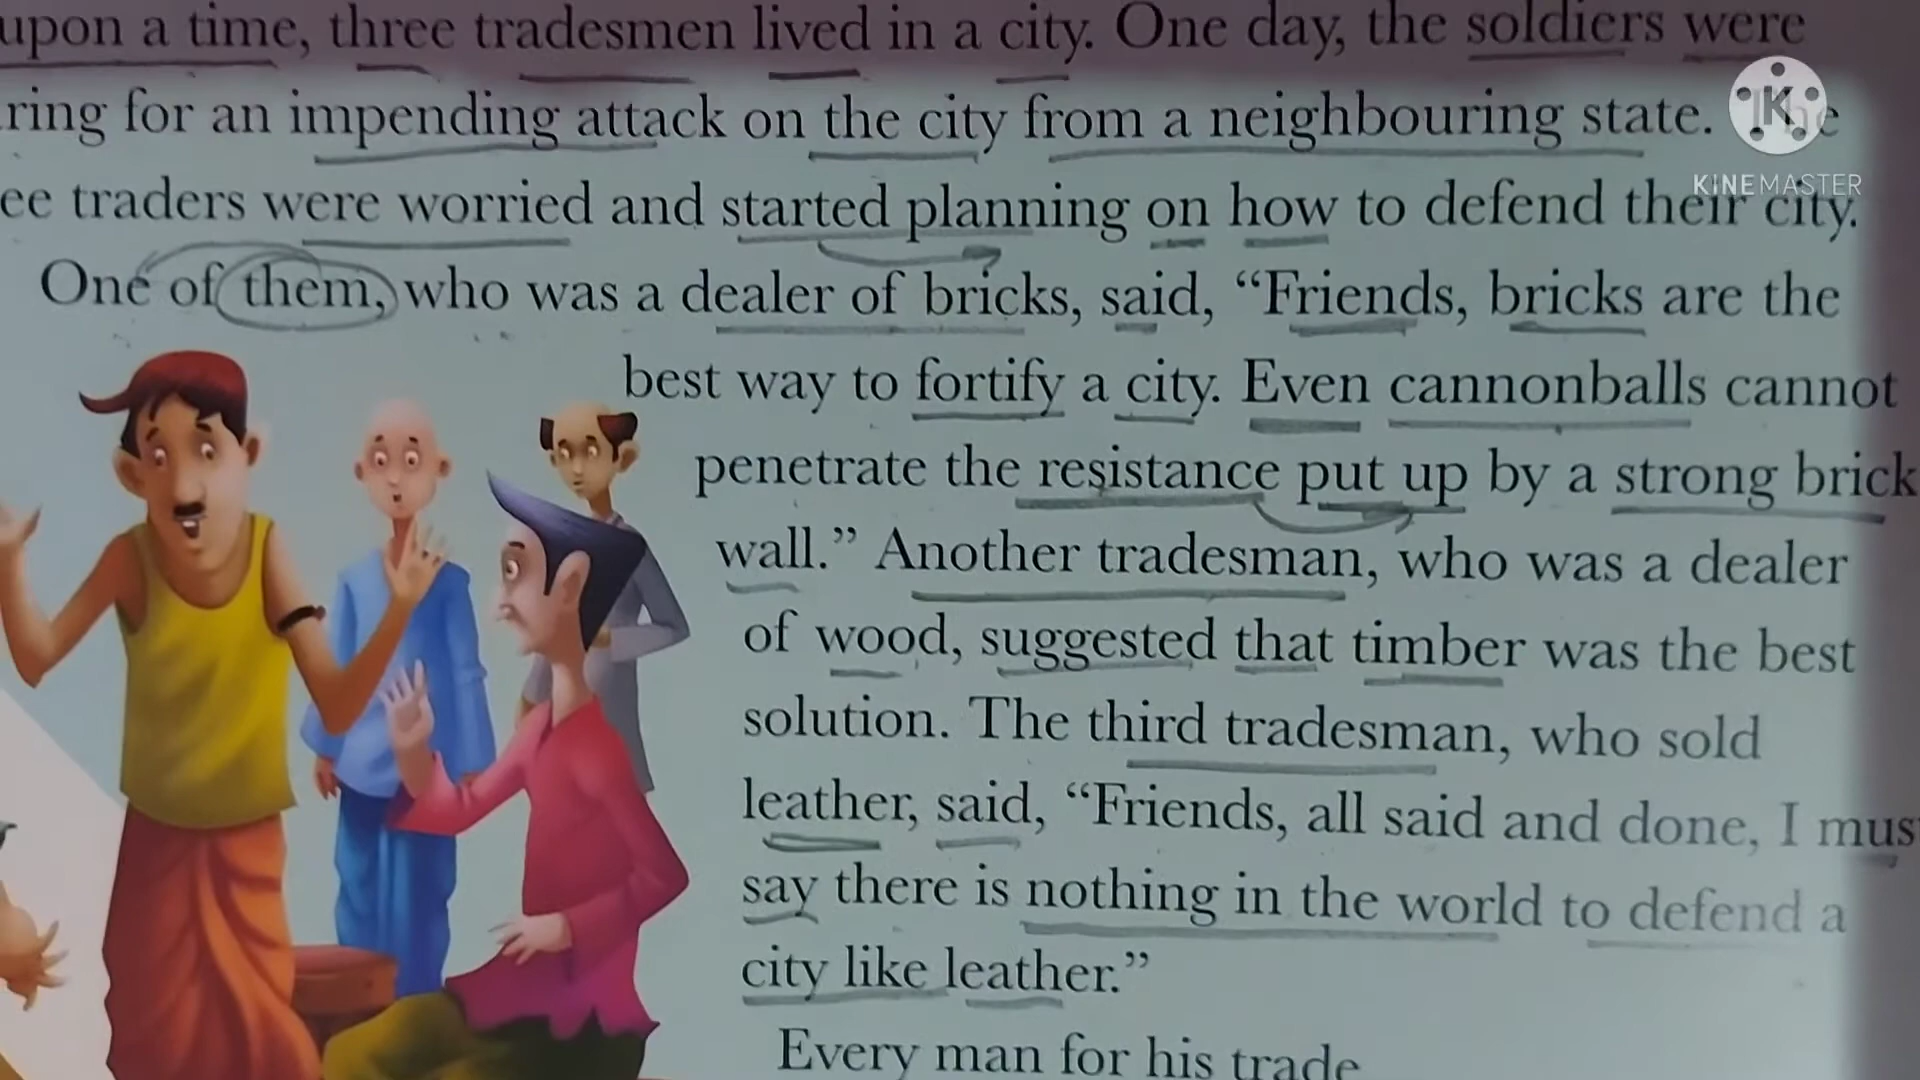 upon a time, three tradesmen lived in a city. One day, the soldiers were
ring for an impending attack on the city from a neighbouring state. The
ee traders were worried and started planning on how to defend their city.
One of them, who was a dealer of bricks, said, “Friends, bricks are the
best way to fortify a city. Even cannonballs cannot
penetrate the resistance put up by a strong brick
wall.” Another tradesman, who was a dealer
of wood, suggested that timber was the best
solution. The third tradesman, who sold
leather, said, “Friends, all said and done, I mus
say there is nothing in the world to defend a
city like leather.”
Every man for his trade
K
KINEMASTER